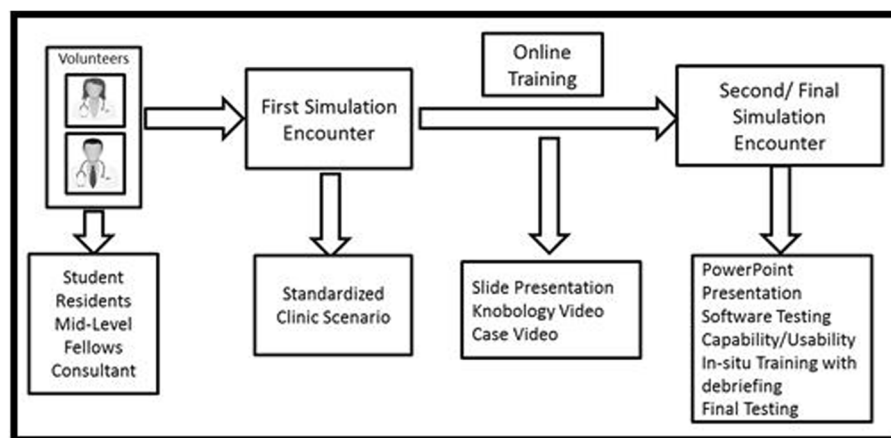 Volunteers
First Simulation
Encounter
Online
Training
Second/ Final
Simulation
Encounter
Student
Residents
Mid-Level
Fellows
Consultant
Standardized
Clinic Scenario
Slide Presentation
Knobology Video
Case Video
PowerPoint
Presentation
Software Testing
Capability/Usability
In-situ Training with
debriefing
Final Testing